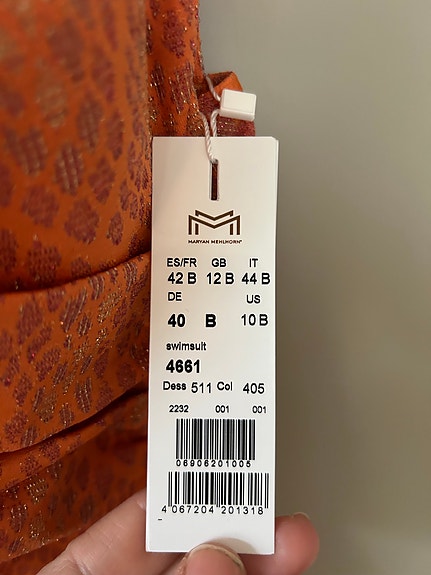 MARYAN MEHLHORN®
ES/FR GB IT
42 B 12 B 44 B
DE US
40 B 10 B
swimsuit
4661
Dess 511 Col 405
2232 001 001
06906201005
4 067204 201318